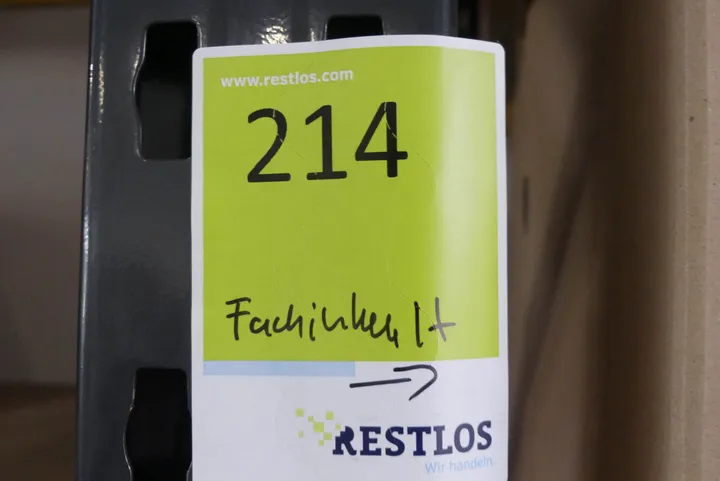 www.restlos.com
214
Fachinhalt
→
RESTLOS
Wir handeln.